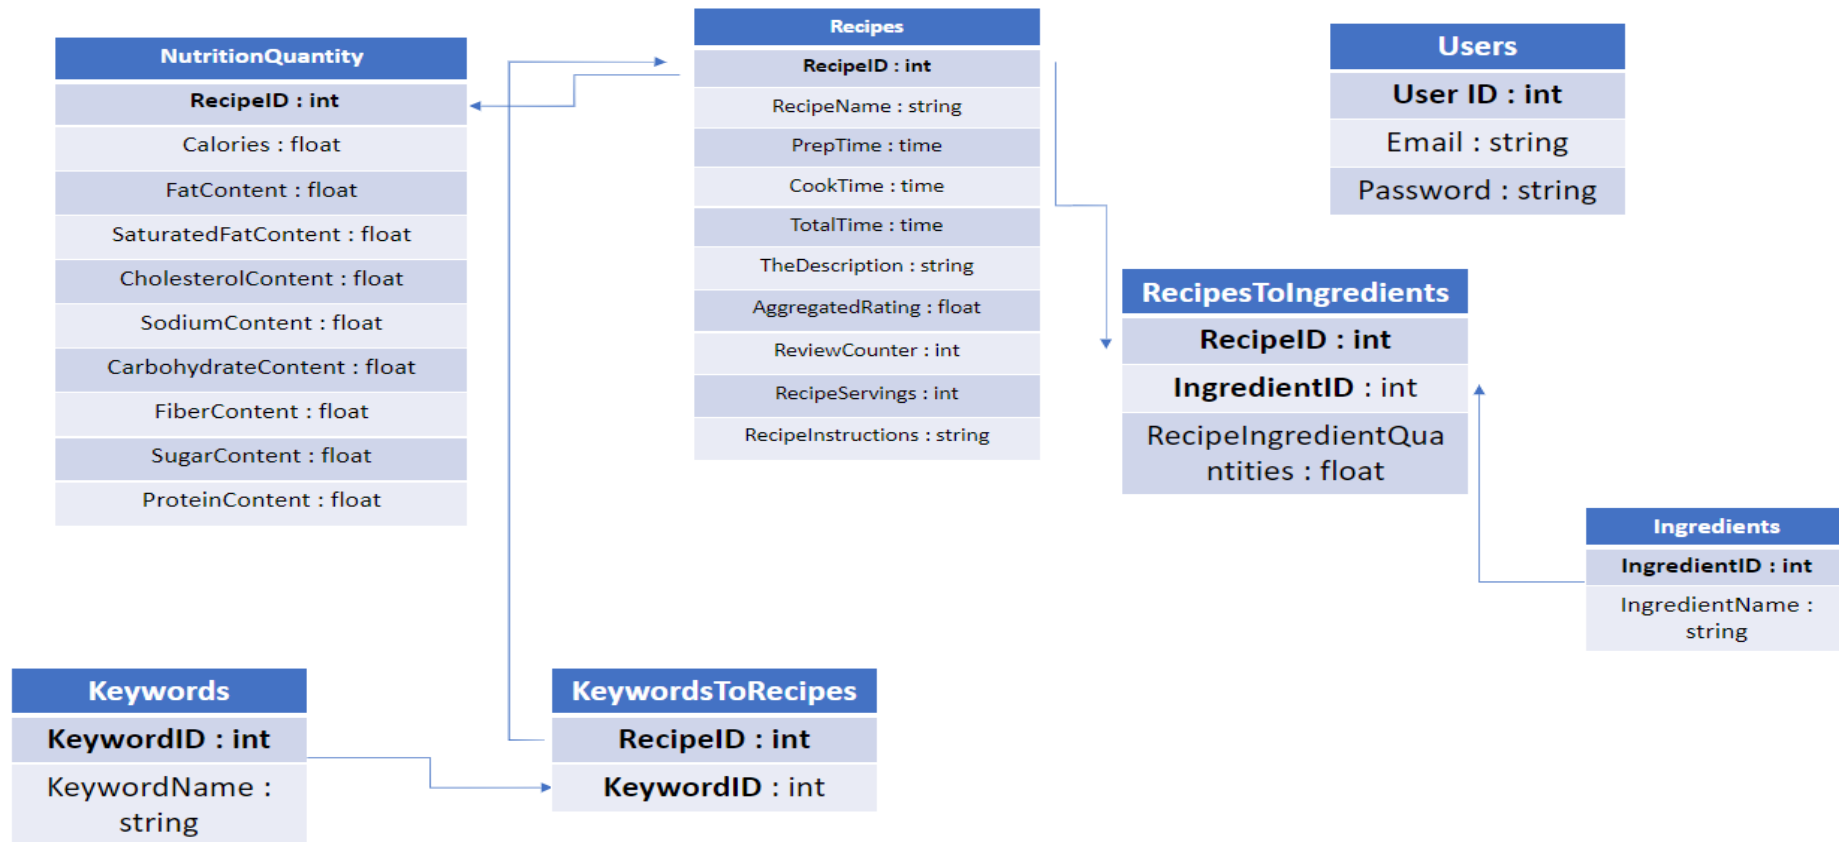 NutritionQuantity
RecipeID : int
Calories : float
FatContent : float
SaturatedFatContent : float
CholesterolContent : float
SodiumContent : float
CarbohydrateContent : float
FiberContent : float
SugarContent : float
ProteinContent : float
Recipes
RecipeID : int
RecipeName : string
PrepTime : time
CookTime : time
TotalTime : time
TheDescription : string
AggregatedRating : float
ReviewCounter : int
RecipeServings : int
RecipeInstructions : string
Users
User ID : int
Email : string
Password : string
RecipesToIngredients
RecipeID : int
IngredientID : int
RecipeIngredientQua
ntities : float
Ingredients
IngredientID : int
IngredientName :
string
Keywords
KeywordID : int
KeywordName :
string
KeywordsToRecipes
RecipeID : int
KeywordID : int